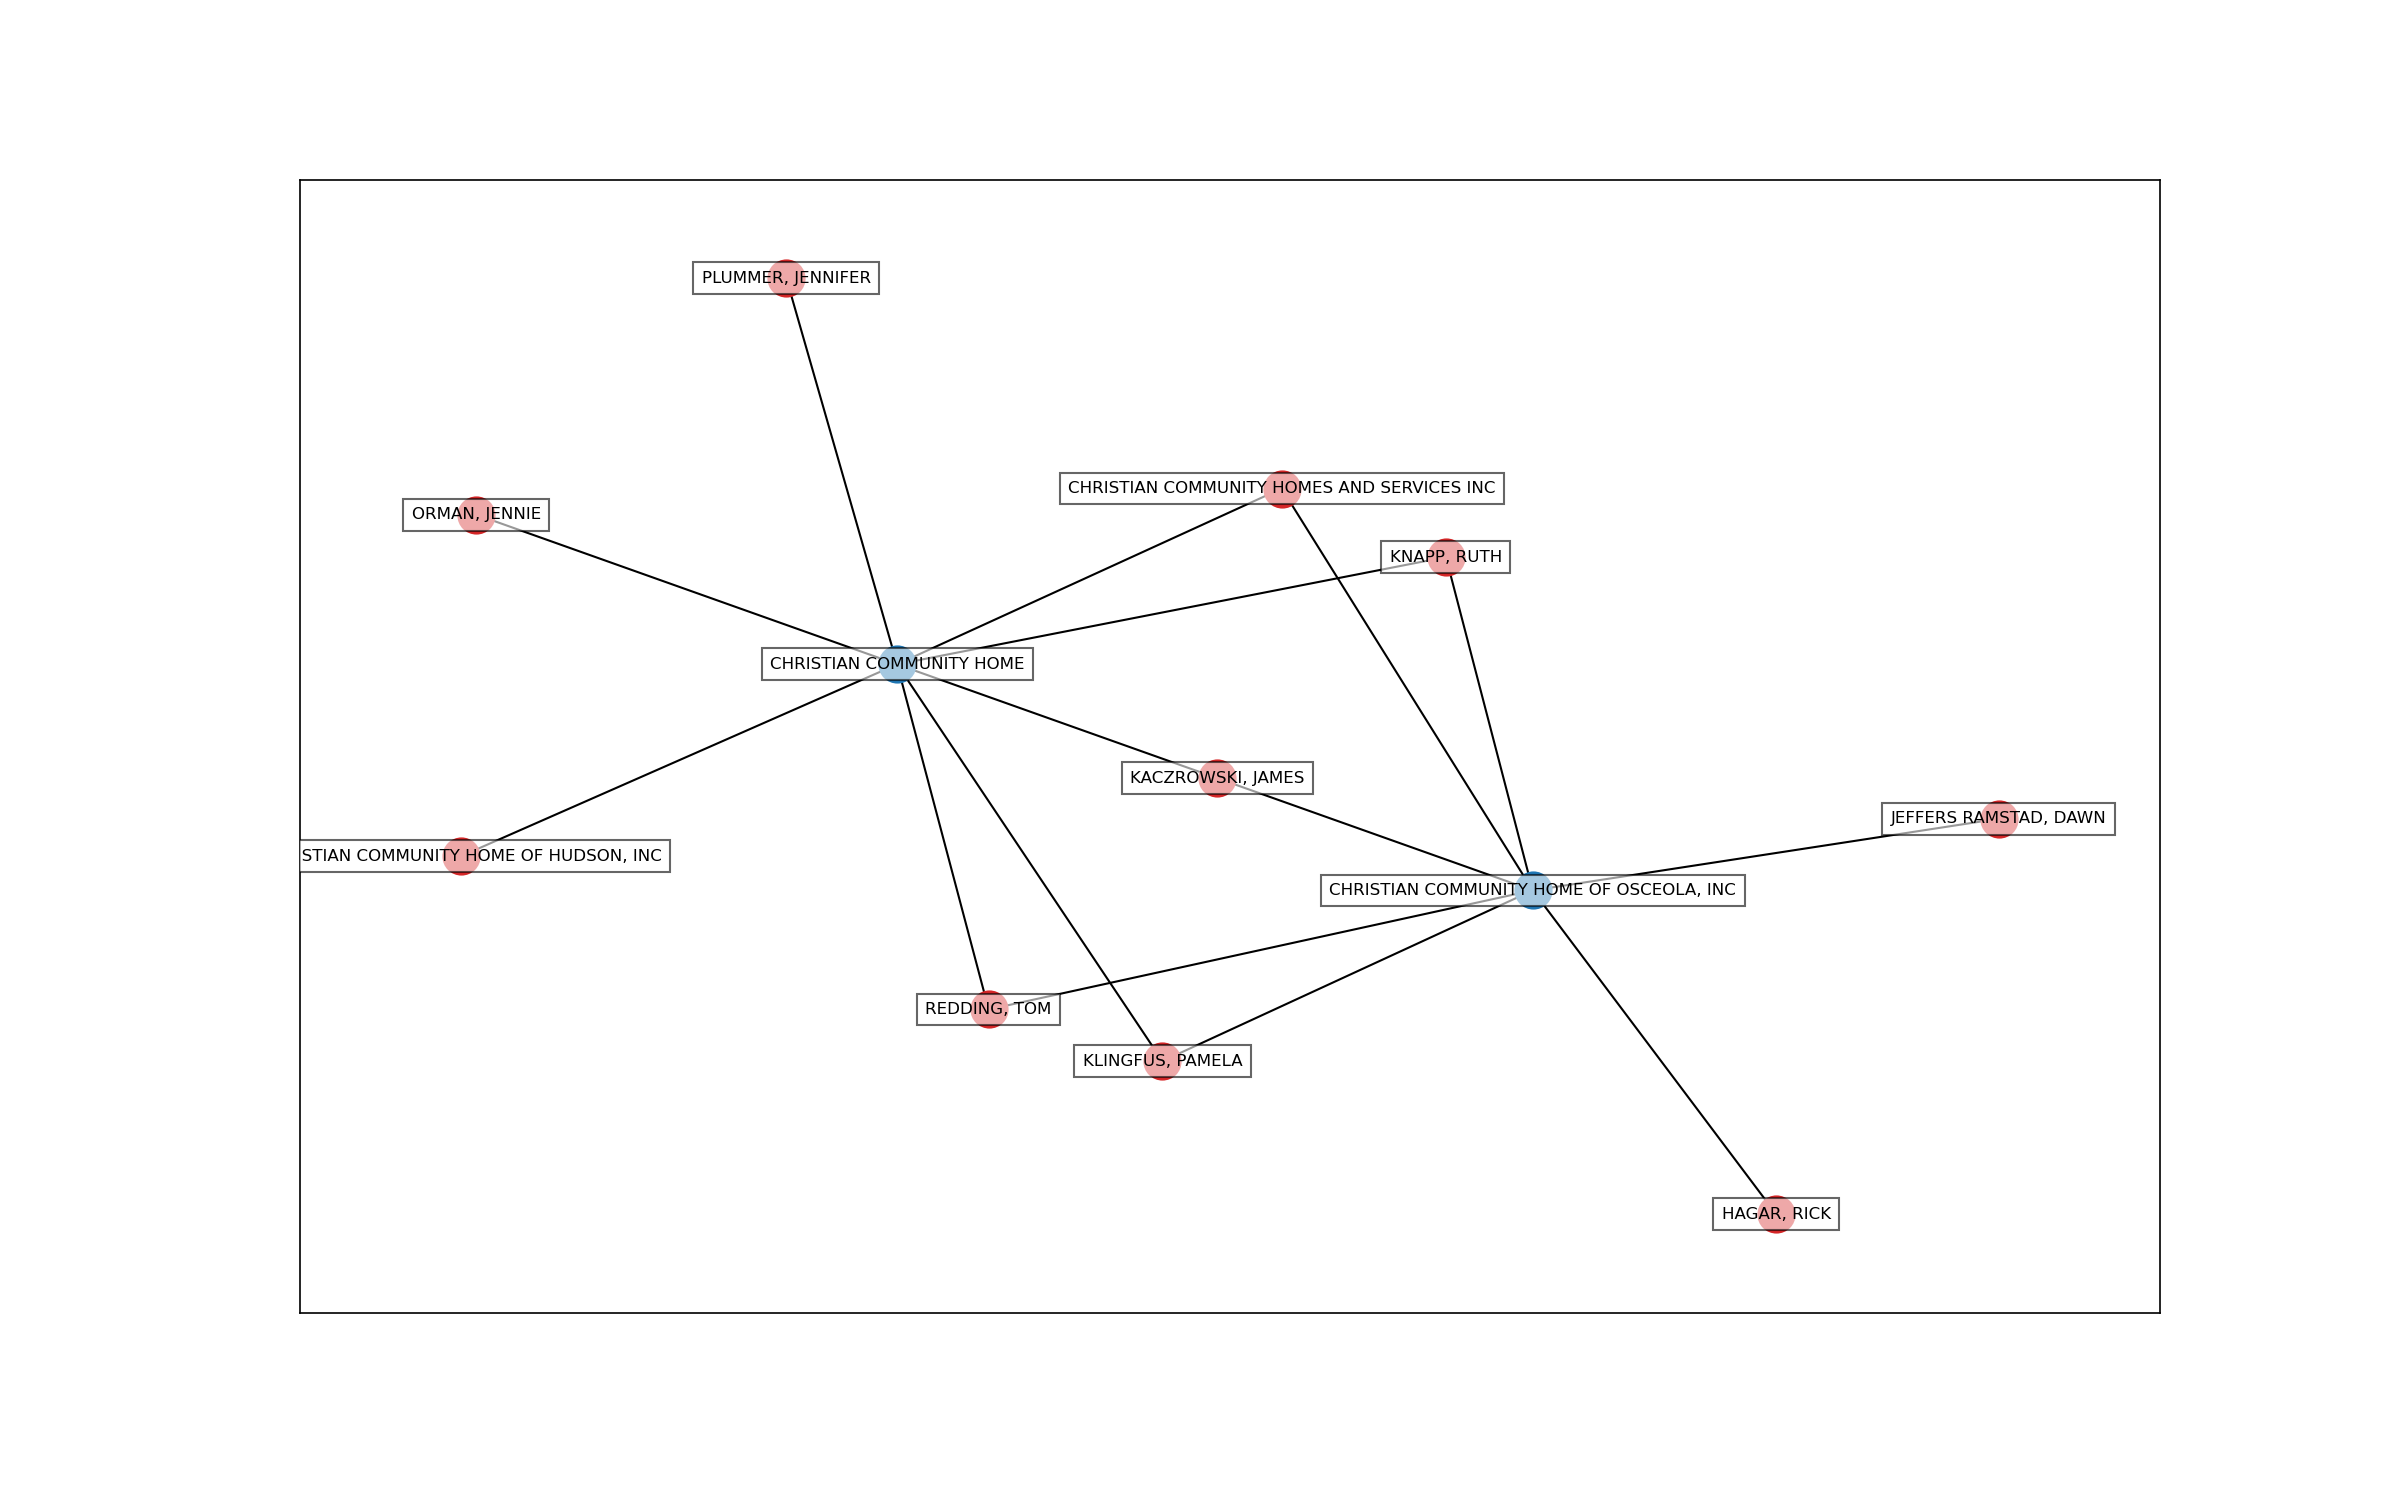 PLUMMER, JENNIFER
CHRISTIAN COMMUNITY HOMES AND SERVICES INC
ORMAN, JENNIE
KNAPP, RUTH
CHRISTIAN COMMUNITY HOME
KACZROWSKI, JAMES
JEFFERS RAMSTAD, DAWN
STIAN COMMUNITY HOME OF HUDSON, INC
CHRISTIAN COMMUNITY HOME OF OSCEOLA, INC
REDDING, TOM
KLINGFUS, PAMELA
HAGAR, RICK